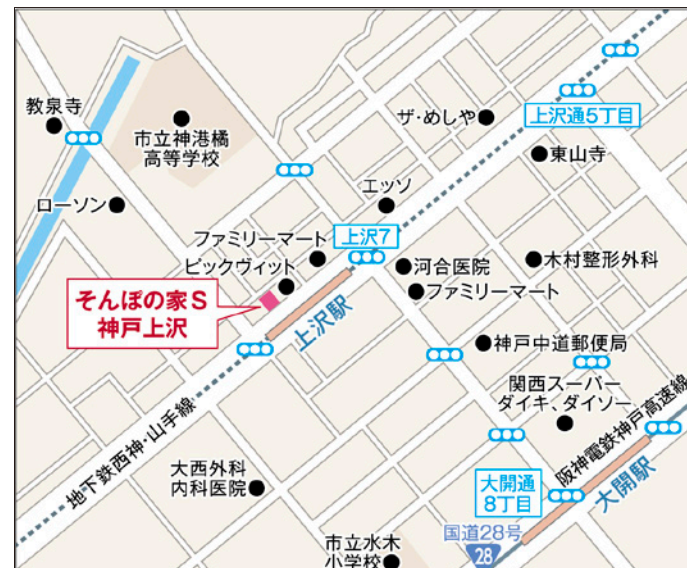 教泉寺
市立神港橘
高等学校
ザ・めしや
上沢通5丁目
東山寺
ローソン
エッソ
ファミリーマート
上沢7
ビックヴィット
河合医院
木村整形外科
ファミリーマート
そんぽの家S
神戸上沢
上沢駅
神戸中道郵便局
関西スーパー
ダイキ、ダイソー
地下鉄西神・山手線
阪神電鉄神戸高速線
大西外科
内科医院
大開通
8丁目
大開駅
国道28号
28
市立水木
小学校